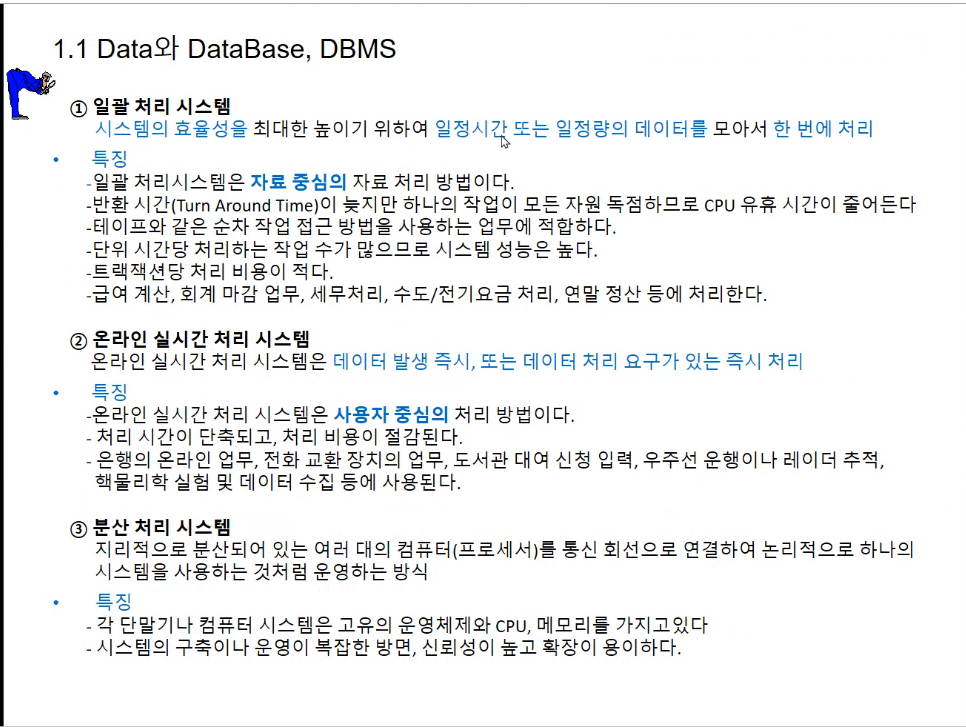 1.1 Data와 DataBase, DBMS
① 일괄 처리 시스템
시스템의 효율성을 최대한 높이기 위하여 일정시간 또는 일정량의 데이터를 모아서 한 번에 처리
• 특징
-일괄 처리시스템은 자료 중심의 자료 처리 방법이다.
-반환 시간(Turn Around Time)이 늦지만 하나의 작업이 모든 자원 독점하므로 CPU 유휴 시간이 줄어든다
-테이프와 같은 순차 작업 접근 방법을 사용하는 업무에 적합하다.
-단위 시간당 처리하는 작업 수가 많으므로 시스템 성능은 높다.
-트랙잭션당 처리 비용이 적다.
-급여 계산, 회계 마감 업무, 세무처리, 수도/전기요금 처리, 연말 정산 등에 처리한다.
② 온라인 실시간 처리 시스템
온라인 실시간 처리 시스템은 데이터 발생 즉시, 또는 데이터 처리 요구가 있는 즉시 처리
• 특징
-온라인 실시간 처리 시스템은 사용자 중심의 처리 방법이다.
- 처리 시간이 단축되고, 처리 비용이 절감된다.
- 은행의 온라인 업무, 전화 교환 장치의 업무, 도서관 대여 신청 입력, 우주선 운행이나 레이더 추적,
핵물리학 실험 및 데이터 수집 등에 사용된다.
③ 분산 처리 시스템
지리적으로 분산되어 있는 여러 대의 컴퓨터(프로세서)를 통신 회선으로 연결하여 논리적으로 하나의
시스템을 사용하는 것처럼 운영하는 방식
• 특징
- 각 단말기나 컴퓨터 시스템은 고유의 운영체제와 CPU, 메모리를 가지고있다
- 시스템의 구축이나 운영이 복잡한 방면, 신뢰성이 높고 확장이 용이하다.